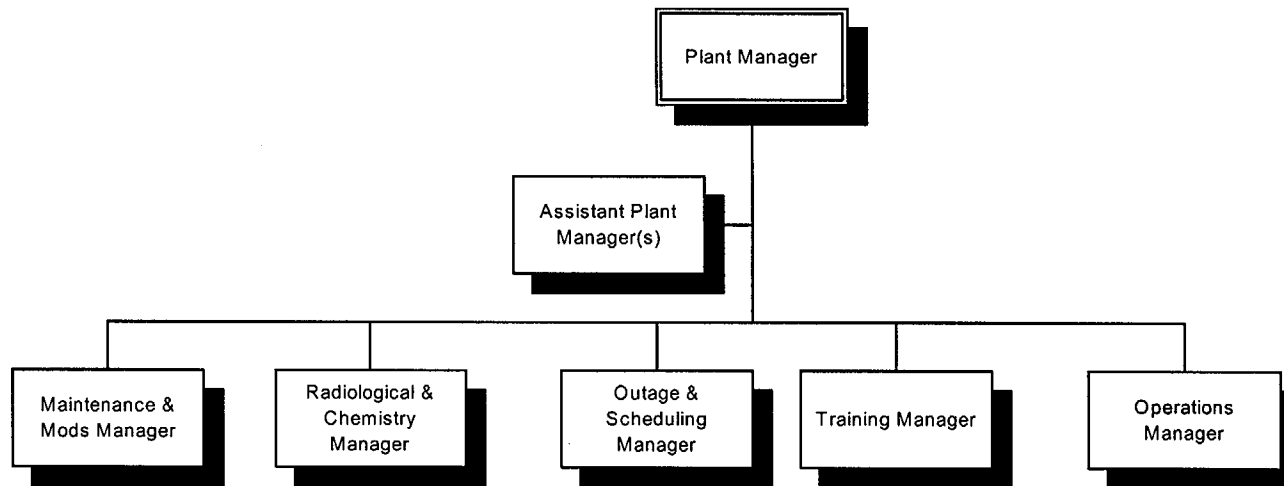 Plant Manager
Assistant Plant
Manager(s)
Maintenance &
Mods Manager
Radiological &
Chemistry
Manager
Outage &
Scheduling
Manager
Training Manager
Operations
Manager